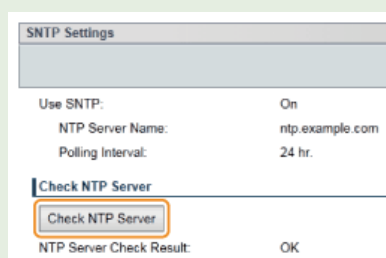 SNTP Settings
Use SNTP: On
NTP Server Name: ntp.example.com
Polling Interval: 24 hr.
Check NTP Server
Check NTP Server
NTP Server Check Result: OK